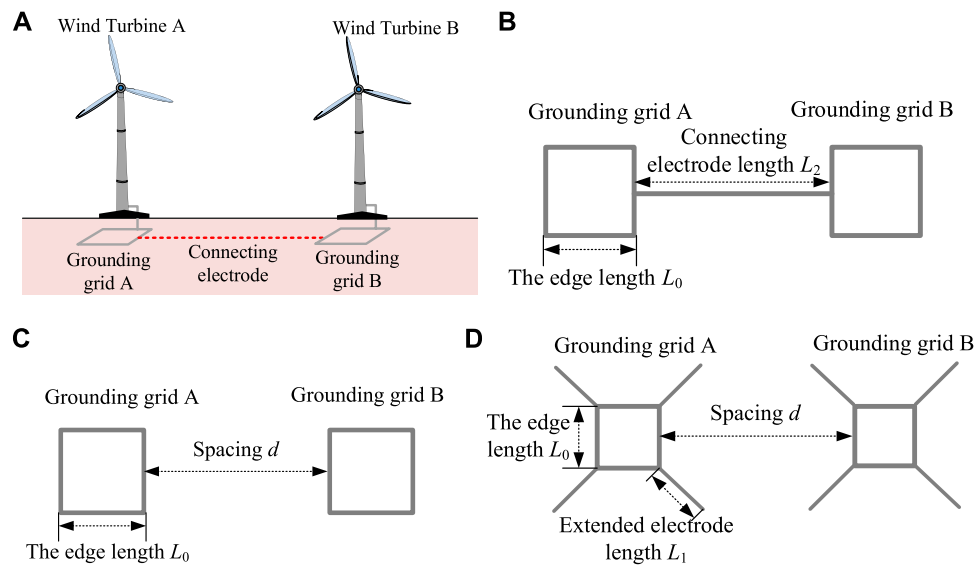 A
Wind Turbine A
Wind Turbine B
Grounding
grid A
Connecting
electrode
Grounding
grid B
B
Grounding grid A
Grounding grid B
Connecting
electrode length L2
The edge length L0
C
Grounding grid A
Grounding grid B
Spacing d
The edge length L0
D
Grounding grid A
Grounding grid B
The edge
length L0
Spacing d
Extended electrode
length L1